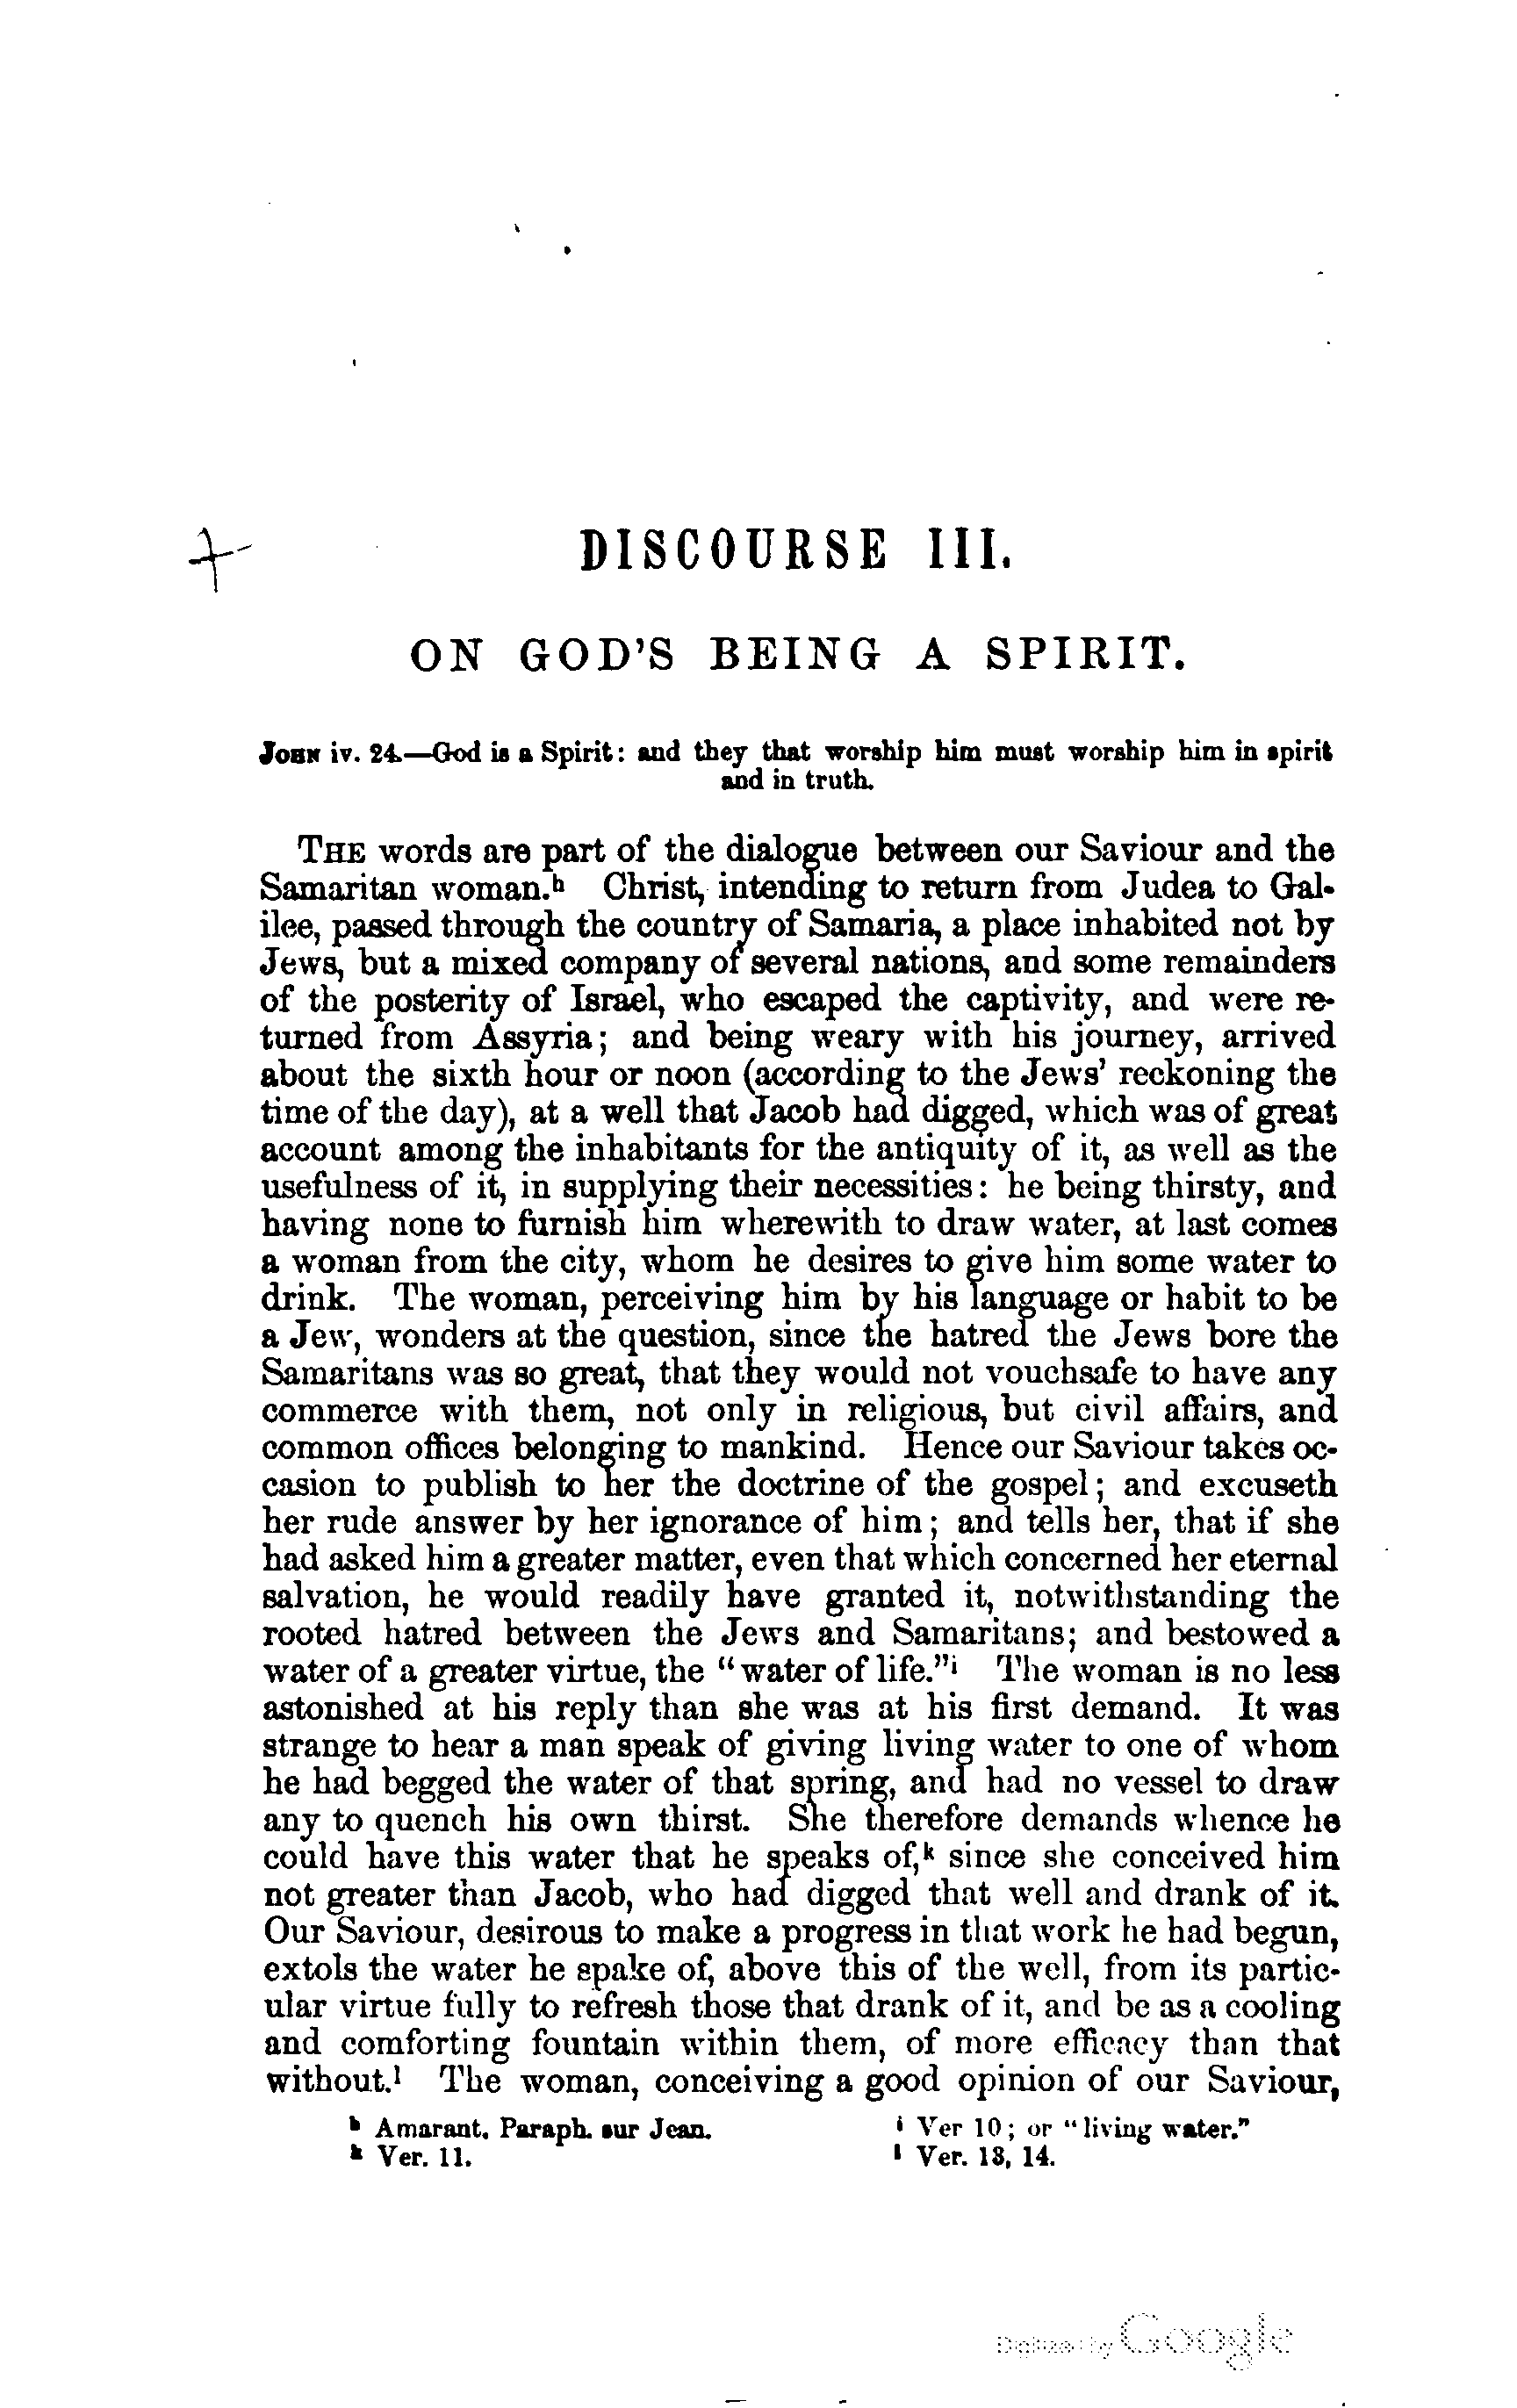 DISCOURSE III.
ON GOD'S BEING A SPIRIT.
JOHN iv. 24.—God is a Spirit: and they that worship him must worship him in spirit
and in truth.
THE words are part of the dialogue between our Saviour and the
Samaritan woman.ʰ Christ, intending to return from Judea to Gal-
ilee, passed through the country of Samaria, a place inhabited not by
Jews, but a mixed company of several nations, and some remainders
of the posterity of Israel, who escaped the captivity, and were re-
turned from Assyria; and being weary with his journey, arrived
about the sixth hour or noon (according to the Jews' reckoning the
time of the day), at a well that Jacob had digged, which was of great
account among the inhabitants for the antiquity of it, as well as the
usefulness of it, in supplying their necessities: he being thirsty, and
having none to furnish him wherewith to draw water, at last comes
a woman from the city, whom he desires to give him some water to
drink. The woman, perceiving him by his language or habit to be
a Jew, wonders at the question, since the hatred the Jews bore the
Samaritans was so great, that they would not vouchsafe to have any
commerce with them, not only in religious, but civil affairs, and
common offices belonging to mankind. Hence our Saviour takes oc-
casion to publish to her the doctrine of the gospel; and excuseth
her rude answer by her ignorance of him; and tells her, that if she
had asked him a greater matter, even that which concerned her eternal
salvation, he would readily have granted it, notwithstanding the
rooted hatred between the Jews and Samaritans; and bestowed a
water of a greater virtue, the "water of life."ⁱ The woman is no less
astonished at his reply than she was at his first demand. It was
strange to hear a man speak of giving living water to one of whom
he had begged the water of that spring, and had no vessel to draw
any to quench his own thirst. She therefore demands whence he
could have this water that he speaks of,ᵏ since she conceived him
not greater than Jacob, who had digged that well and drank of it.
Our Saviour, desirous to make a progress in that work he had begun,
extols the water he spake of, above this of the well, from its partic-
ular virtue fully to refresh those that drank of it, and be as a cooling
and comforting fountain within them, of more efficacy than that
without.ˡ The woman, conceiving a good opinion of our Saviour,
ʰ Amarant. Paraph. sur Jean.
ⁱ Ver 10; or "living water."
ᵏ Ver. 11.
ˡ Ver. 13, 14.
Digitized by Google